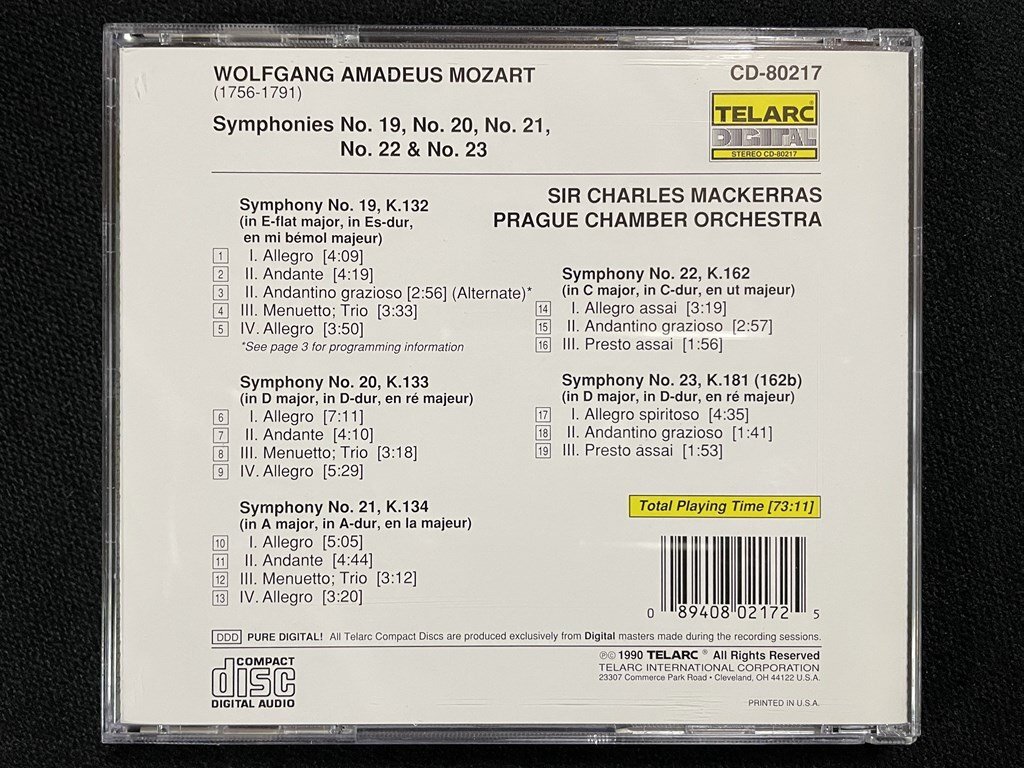 WOLFGANG AMADEUS MOZART
(1756-1791)
Symphonies No. 19, No. 20, No. 21,
No. 22 & No. 23
CD-80217
TELARC®
DIGITAL
STEREO CD-80217
SIR CHARLES MACKERRAS
PRAGUE CHAMBER ORCHESTRA
Symphony No. 19, K.132
(in E-flat major, in Es-dur,
en mi bémol majeur)
1 I. Allegro [4:09]
2 II. Andante [4:19]
3 II. Andantino grazioso [2:56] (Alternate)*
4 III. Menuetto; Trio [3:33]
5 IV. Allegro [3:50]
*See page 3 for programming information
Symphony No. 20, K.133
(in D major, in D-dur, en ré majeur)
6 I. Allegro [7:11]
7 II. Andante [4:10]
8 III. Menuetto; Trio [3:18]
9 IV. Allegro [5:29]
Symphony No. 21, K.134
(in A major, in A-dur, en la majeur)
10 I. Allegro [5:05]
11 II. Andante [4:44]
12 III. Menuetto; Trio [3:12]
13 IV. Allegro [3:20]
Symphony No. 22, K.162
(in C major, in C-dur, en ut majeur)
14 I. Allegro assai [3:19]
15 II. Andantino grazioso [2:57]
16 III. Presto assai [1:56]
Symphony No. 23, K.181 (162b)
(in D major, in D-dur, en ré majeur)
17 I. Allegro spiritoso [4:35]
18 II. Andantino grazioso [1:41]
19 III. Presto assai [1:53]
Total Playing Time [73:11]
0 89408 02172 5
DDD PURE DIGITAL! All Telarc Compact Discs are produced exclusively from Digital masters made during the recording sessions.
COMPACT
disc
DIGITAL AUDIO
℗© 1990 TELARC® All Rights Reserved
TELARC INTERNATIONAL CORPORATION
23307 Commerce Park Road • Cleveland, OH 44122 U.S.A.
PRINTED IN U.S.A.